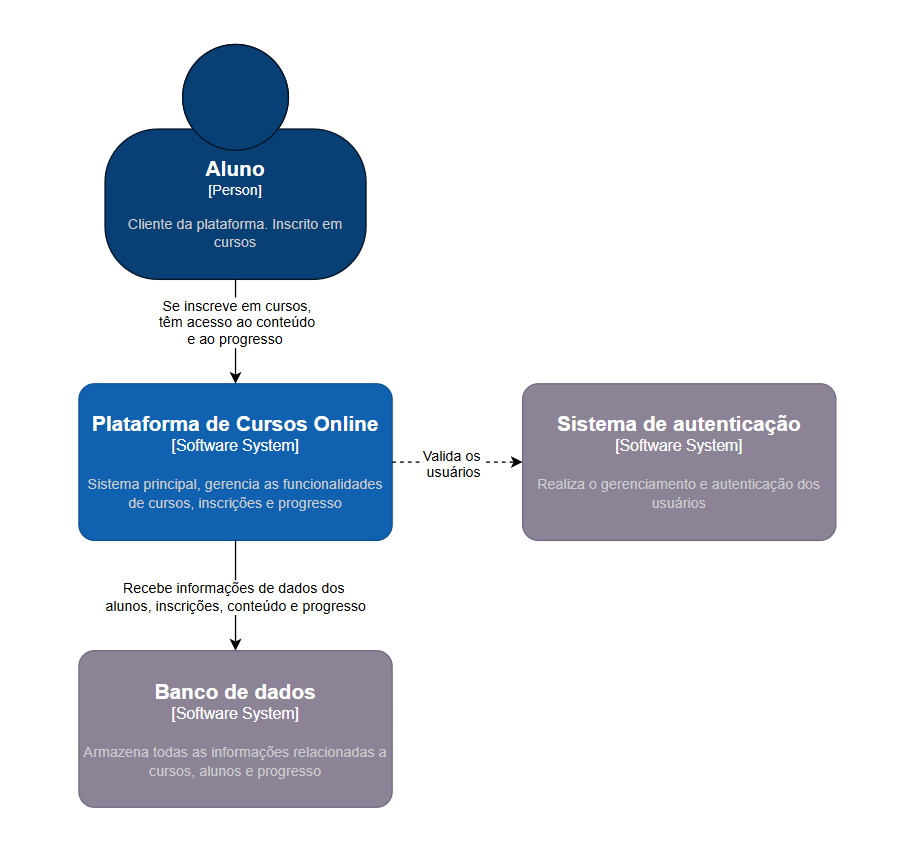 Aluno
[Person]
Cliente da plataforma. Inscrito em
cursos
Se inscreve em cursos,
têm acesso ao conteúdo
e ao progresso
Plataforma de Cursos Online
[Software System]
Sistema principal, gerencia as funcionalidades
de cursos, inscrições e progresso
Valida os
usuários
Sistema de autenticação
[Software System]
Realiza o gerenciamento e autenticação dos
usuários
Recebe informações de dados dos
alunos, inscrições, conteúdo e progresso
Banco de dados
[Software System]
Armazena todas as informações relacionadas a
cursos, alunos e progresso